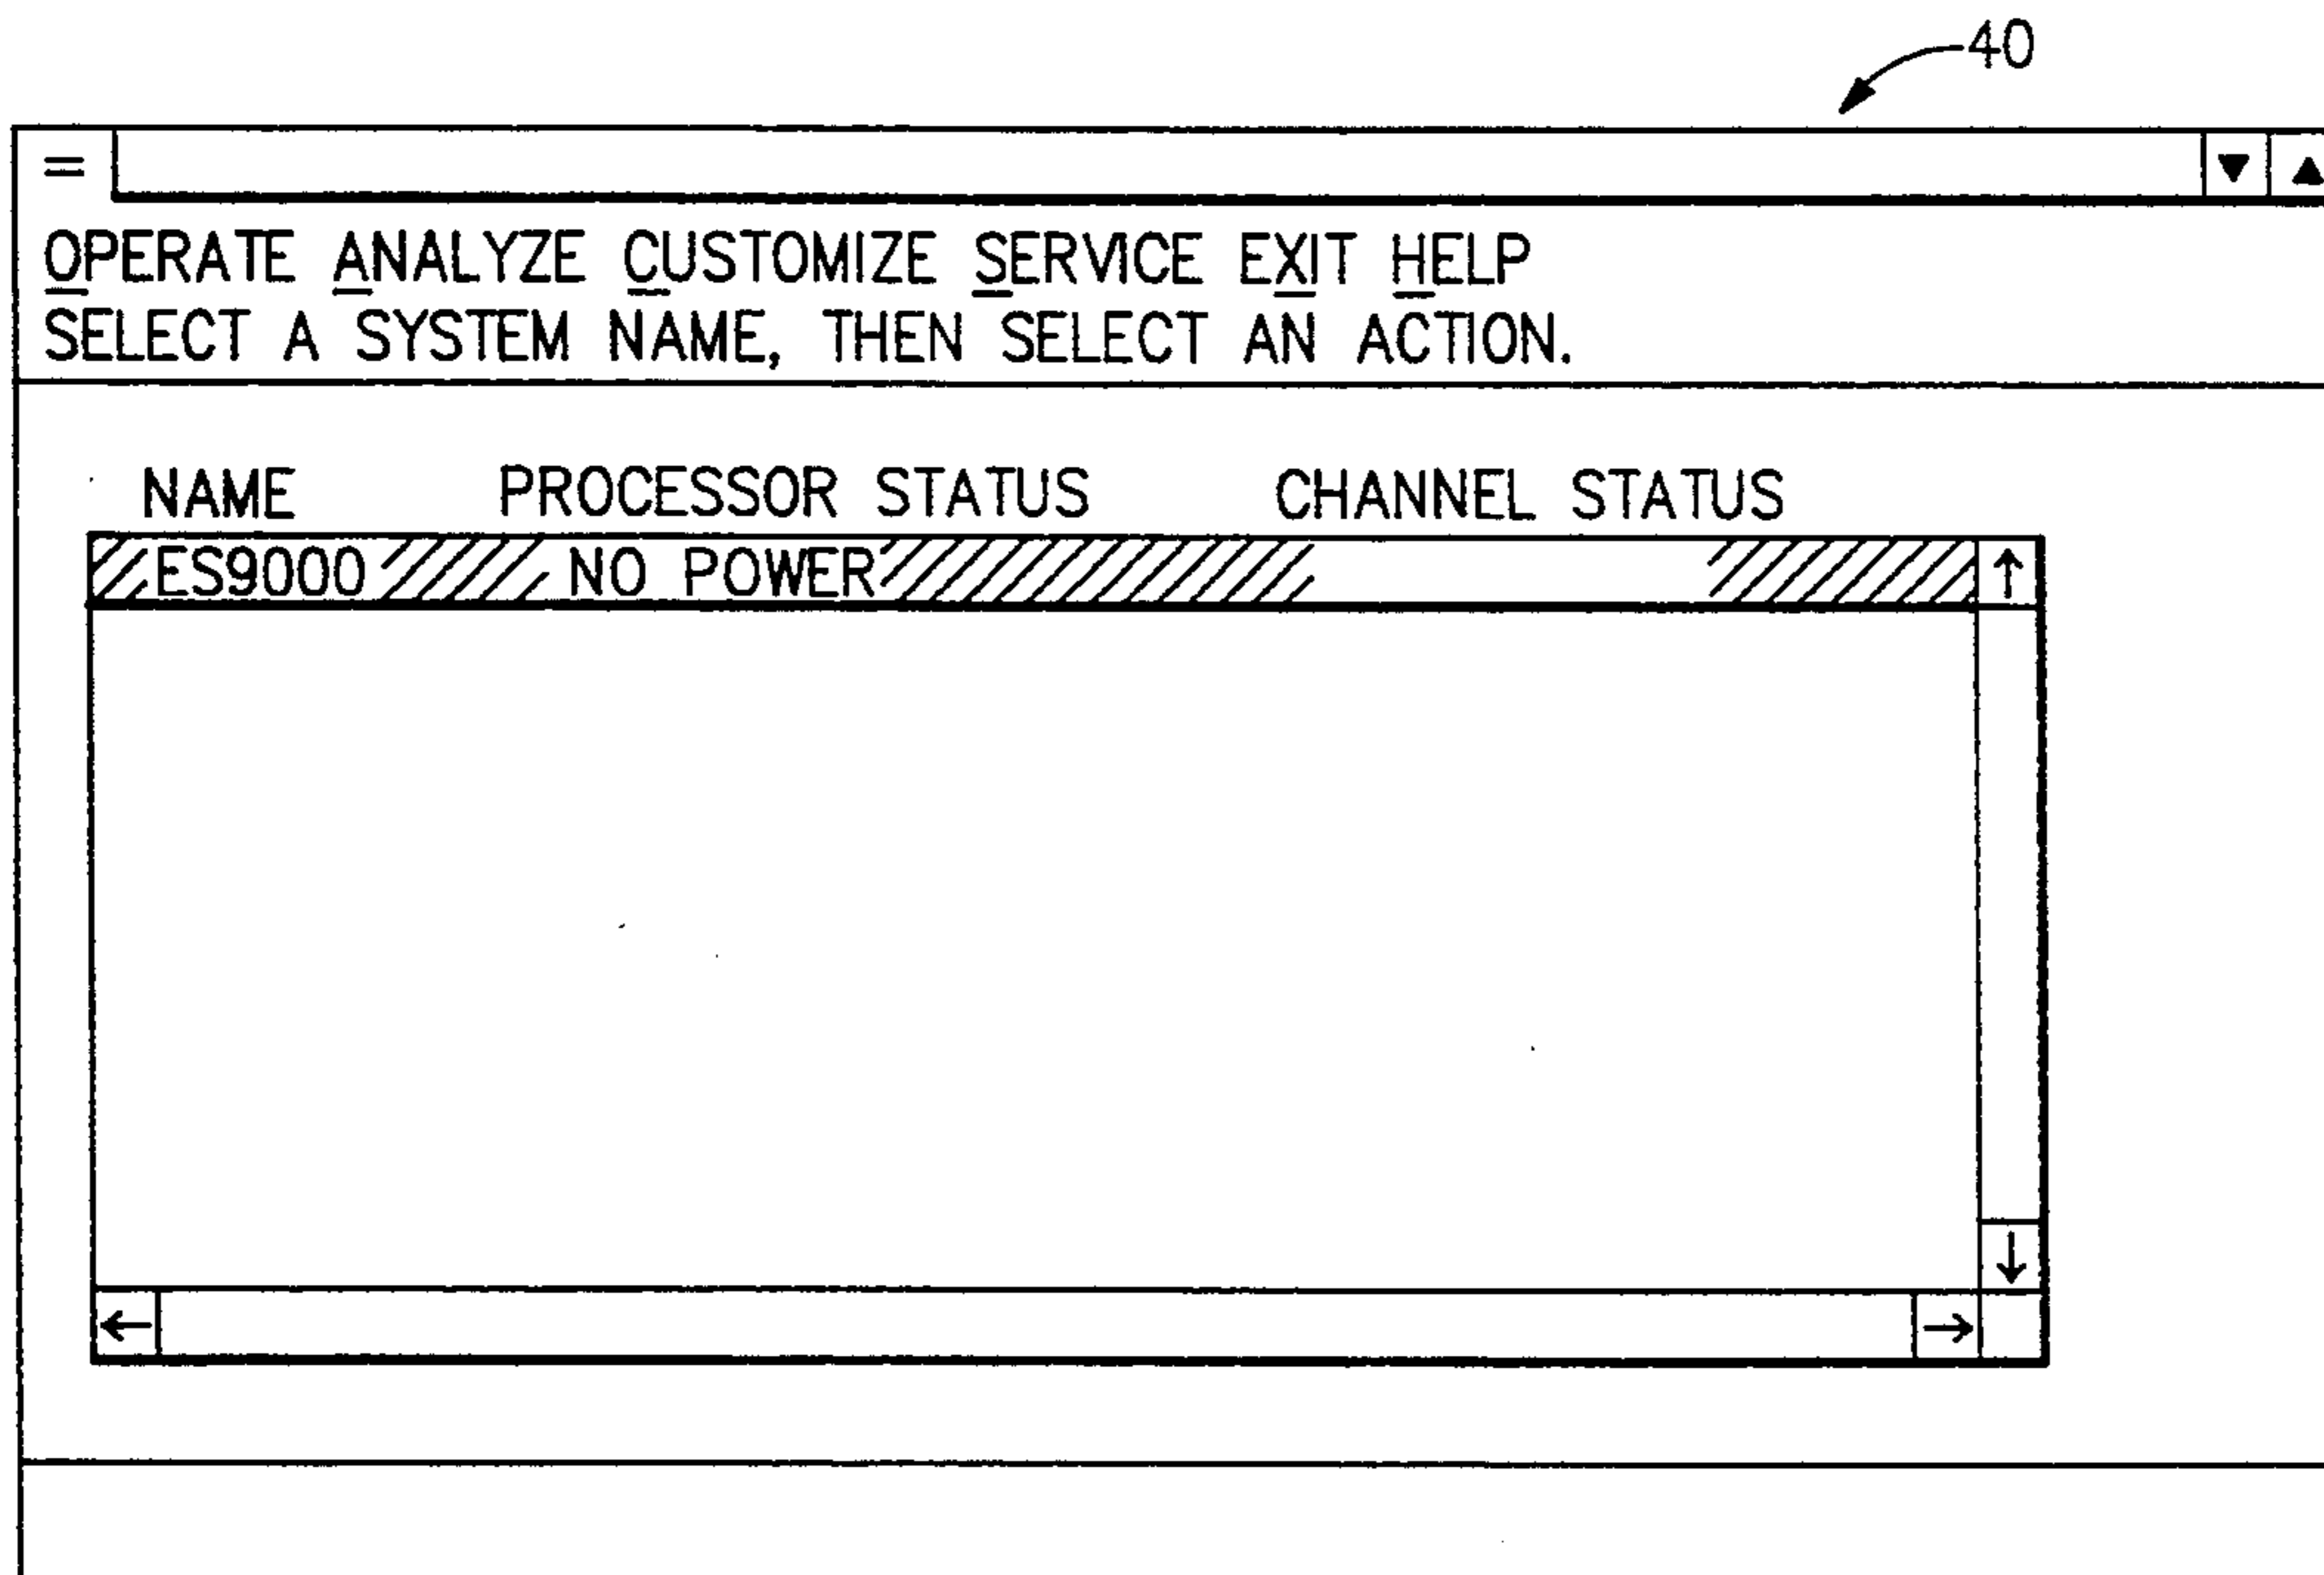 40
OPERATE ANALYZE CUSTOMIZE SERVICE EXIT HELP
SELECT A SYSTEM NAME, THEN SELECT AN ACTION.
NAME PROCESSOR STATUS CHANNEL STATUS
ES9000 NO POWER